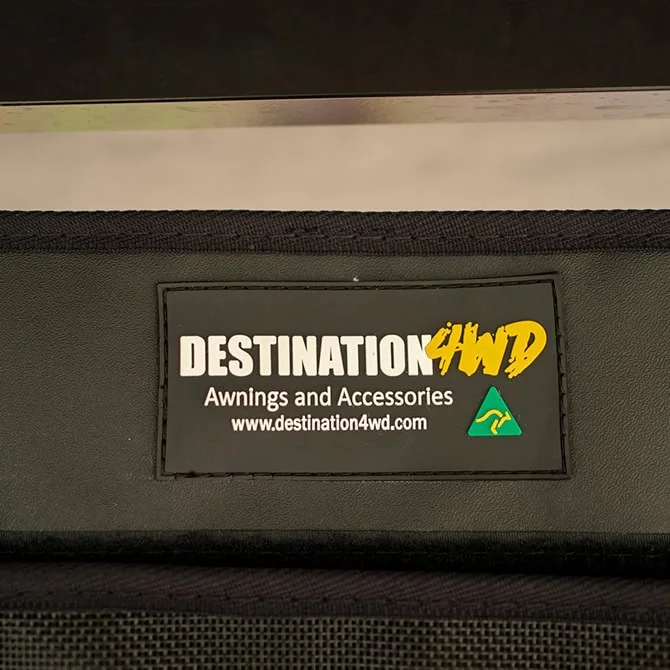 DESTINATION4WD
Awnings and Accessories
www.destination4wd.com